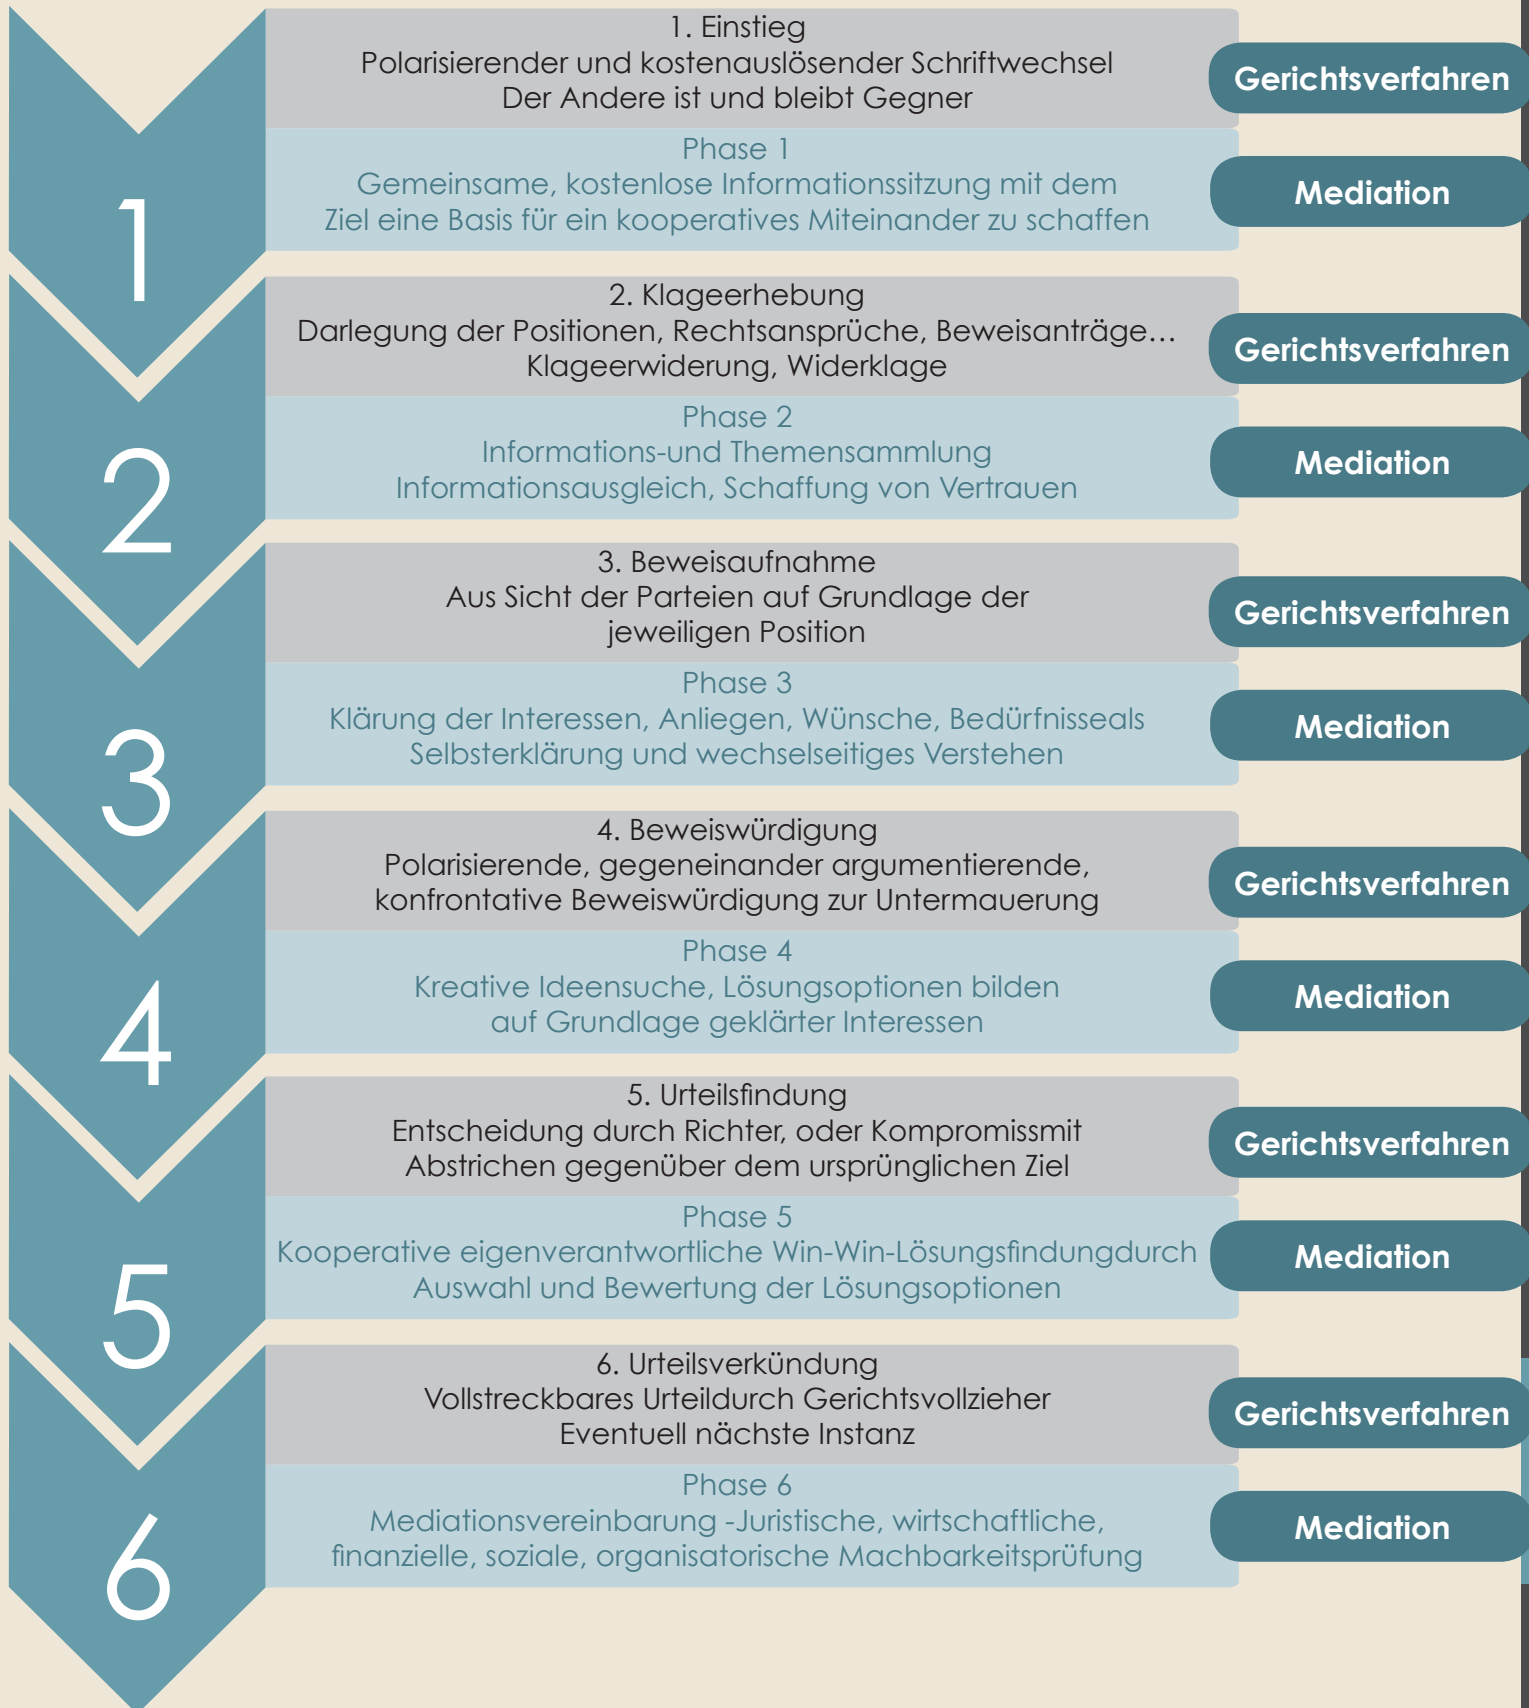 1. Einstieg
Polarisierender und kostenauslösender Schriftwechsel
Der Andere ist und bleibt Gegner
Gerichtsverfahren
1
Phase 1
Gemeinsame, kostenlose Informationssitzung mit dem
Ziel eine Basis für ein kooperatives Miteinander zu schaffen
Mediation
2. Klageerhebung
Darlegung der Positionen, Rechtsansprüche, Beweisanträge…
Klageerwiderung, Widerklage
Gerichtsverfahren
2
Phase 2
Informations-und Themensammlung
Informationsausgleich, Schaffung von Vertrauen
Mediation
3. Beweisaufnahme
Aus Sicht der Parteien auf Grundlage der
jeweiligen Position
Gerichtsverfahren
3
Phase 3
Klärung der Interessen, Anliegen, Wünsche, Bedürfnisseals
Selbsterklärung und wechselseitiges Verstehen
Mediation
4. Beweiswürdigung
Polarisierende, gegeneinander argumentierende,
konfrontative Beweiswürdigung zur Untermauerung
Gerichtsverfahren
4
Phase 4
Kreative Ideensuche, Lösungsoptionen bilden
auf Grundlage geklärter Interessen
Mediation
5. Urteilsfindung
Entscheidung durch Richter, oder Kompromissmit
Abstrichen gegenüber dem ursprünglichen Ziel
Gerichtsverfahren
5
Phase 5
Kooperative eigenverantwortliche Win-Win-Lösungsfindungdurch
Auswahl und Bewertung der Lösungsoptionen
Mediation
6. Urteilsverkündung
Vollstreckbares Urteildurch Gerichtsvollzieher
Eventuell nächste Instanz
Gerichtsverfahren
6
Phase 6
Mediationsvereinbarung -Juristische, wirtschaftliche,
finanzielle, soziale, organisatorische Machbarkeitsprüfung
Mediation